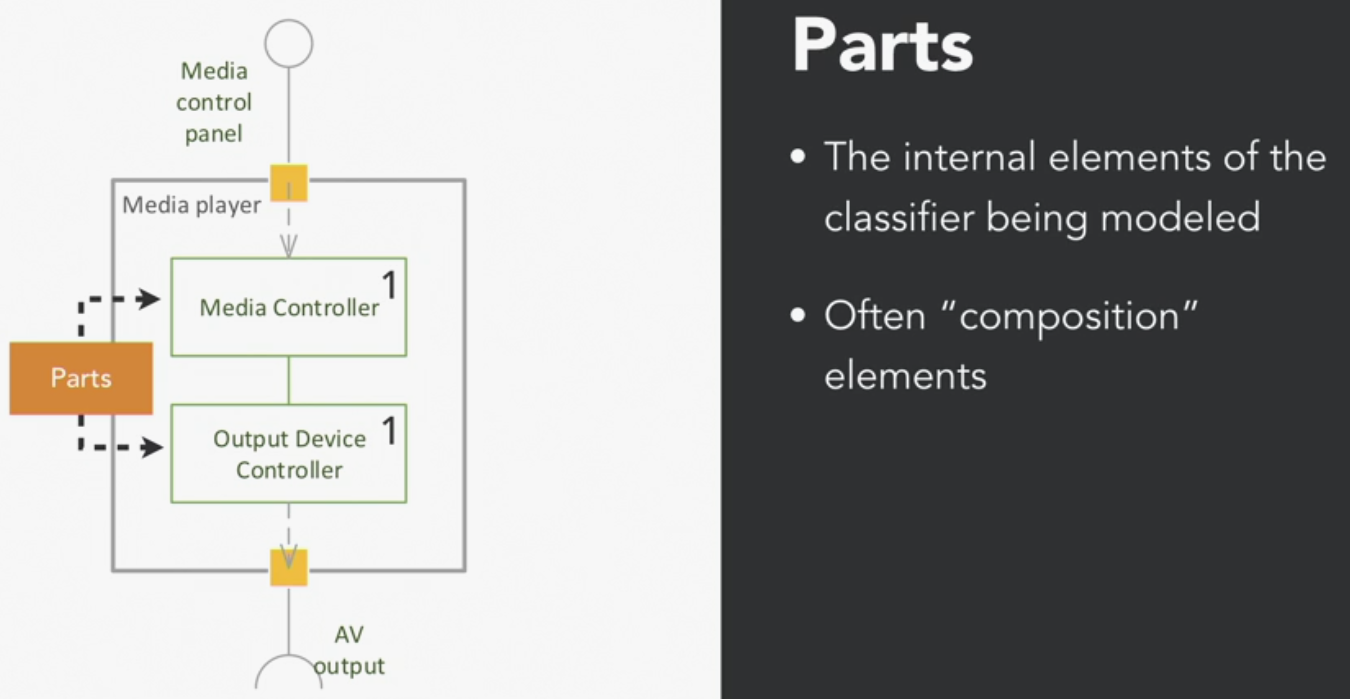 Media
control
panel
Media player
Media Controller
1
Parts
Output Device
Controller
1
AV
output
Parts
• The internal elements of the
classifier being modeled
• Often “composition”
elements